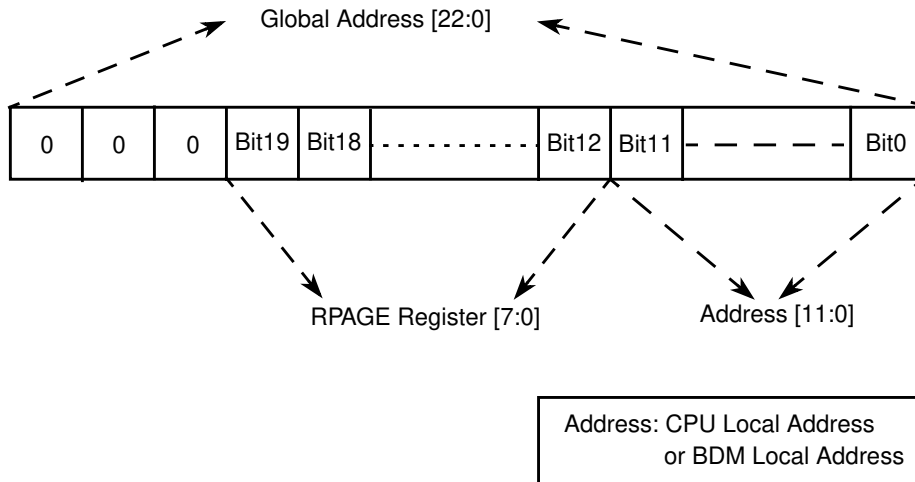 Global Address [22:0]
0 0 0 Bit19 Bit18 Bit12 Bit11 Bit0
RPAGE Register [7:0] Address [11:0]
Address: CPU Local Address
or BDM Local Address